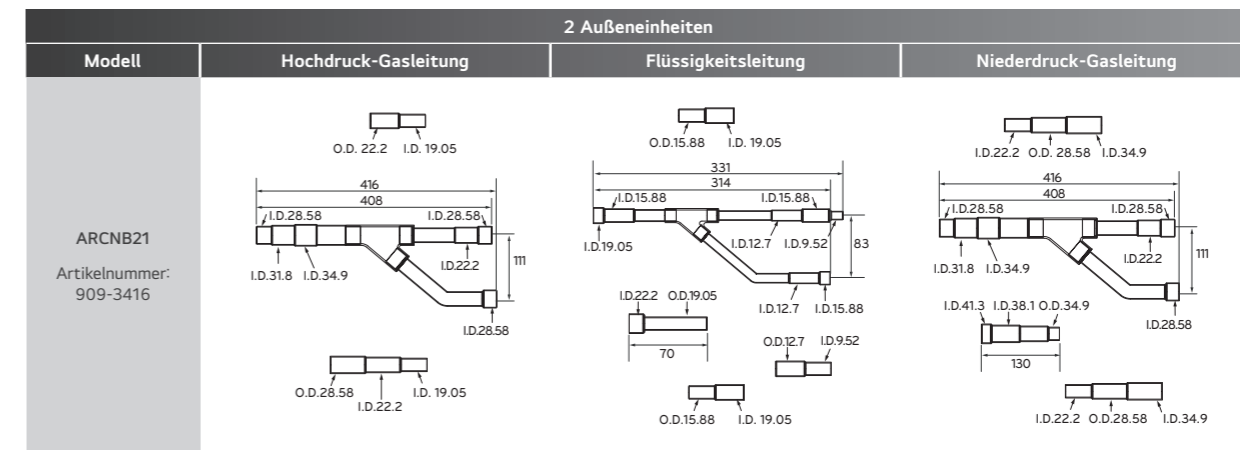 2 Außeneinheiten
Modell
Hochdruck-Gasleitung
Flüssigkeitsleitung
Niederdruck-Gasleitung
ARCNB21
Artikelnummer:
909-3416
O.D. 22.2 I.D. 19.05
416
408
I.D.28.58 I.D.28.58
I.D.31.8 I.D.34.9 I.D.22.2
111
I.D.28.58
O.D.28.58 I.D. 19.05
I.D.22.2
O.D.15.88 I.D. 19.05
331
314
I.D.15.88 I.D.15.88
I.D.19.05 I.D.12.7 I.D.9.52
83
I.D.12.7 I.D.15.88
I.D.22.2 O.D.19.05
70
O.D.12.7 I.D.9.52
O.D.15.88 I.D. 19.05
I.D.22.2 O.D. 28.58 I.D.34.9
416
408
I.D.28.58 I.D.28.58
I.D.31.8 I.D.34.9 I.D.22.2
111
I.D.28.58
I.D.41.3 I.D.38.1 O.D.34.9
130
I.D.22.2 O.D.28.58 I.D.34.9